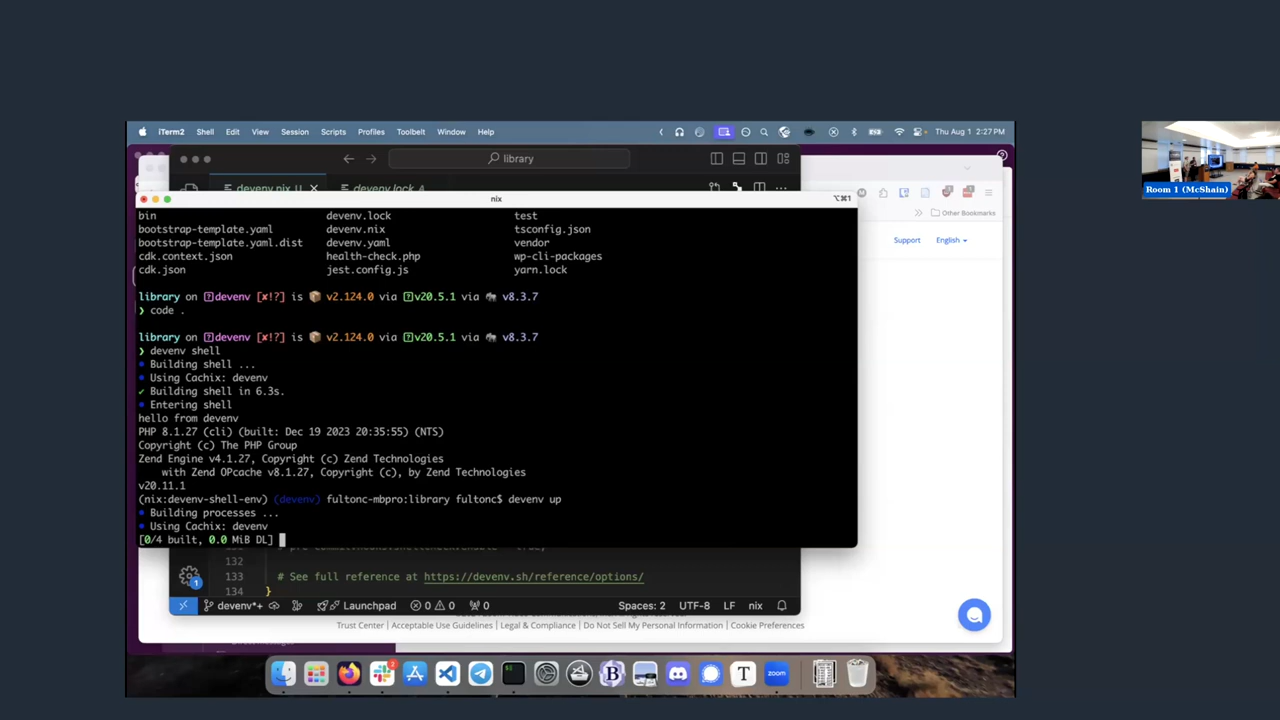 iTerm2 Shell Edit View Session Scripts Profiles Toolbelt Window Help Thu Aug 1 2:27 PM
library
devenv.nix U devenv.lock A
nix ⌥⌘1
bin devenv.lock test
bootstrap-template.yaml devenv.nix tsconfig.json
bootstrap-template.yaml.dist devenv.yaml vendor
cdk.context.json health-check.php wp-cli-packages
cdk.json jest.config.js yarn.lock
Other Bookmarks
Support English
library on devenv [✘!?] is v2.124.0 via v20.5.1 via v8.3.7
❯ code .
library on devenv [✘!?] is v2.124.0 via v20.5.1 via v8.3.7
❯ devenv shell
• Building shell ...
• Using Cachix: devenv
✔ Building shell in 6.3s.
• Entering shell
hello from devenv
PHP 8.1.27 (cli) (built: Dec 19 2023 20:35:55) (NTS)
Copyright (c) The PHP Group
Zend Engine v4.1.27, Copyright (c) Zend Technologies
with Zend OPcache v8.1.27, Copyright (c), by Zend Technologies
v20.11.1
(nix:devenv-shell-env) (devenv) fultonc-mbpro:library fultonc$ devenv up
• Building processes ...
• Using Cachix: devenv
[0/4 built, 0.0 MiB DL]
132
133 # See full reference at https://devenv.sh/reference/options/
134 }
devenv*+ Launchpad 0 0 0 Spaces: 2 UTF-8 LF nix
Trust Center | Acceptable Use Guidelines | Legal & Compliance | Do Not Sell My Personal Information | Cookie Preferences
2
zoom
Room 1 (McShain)